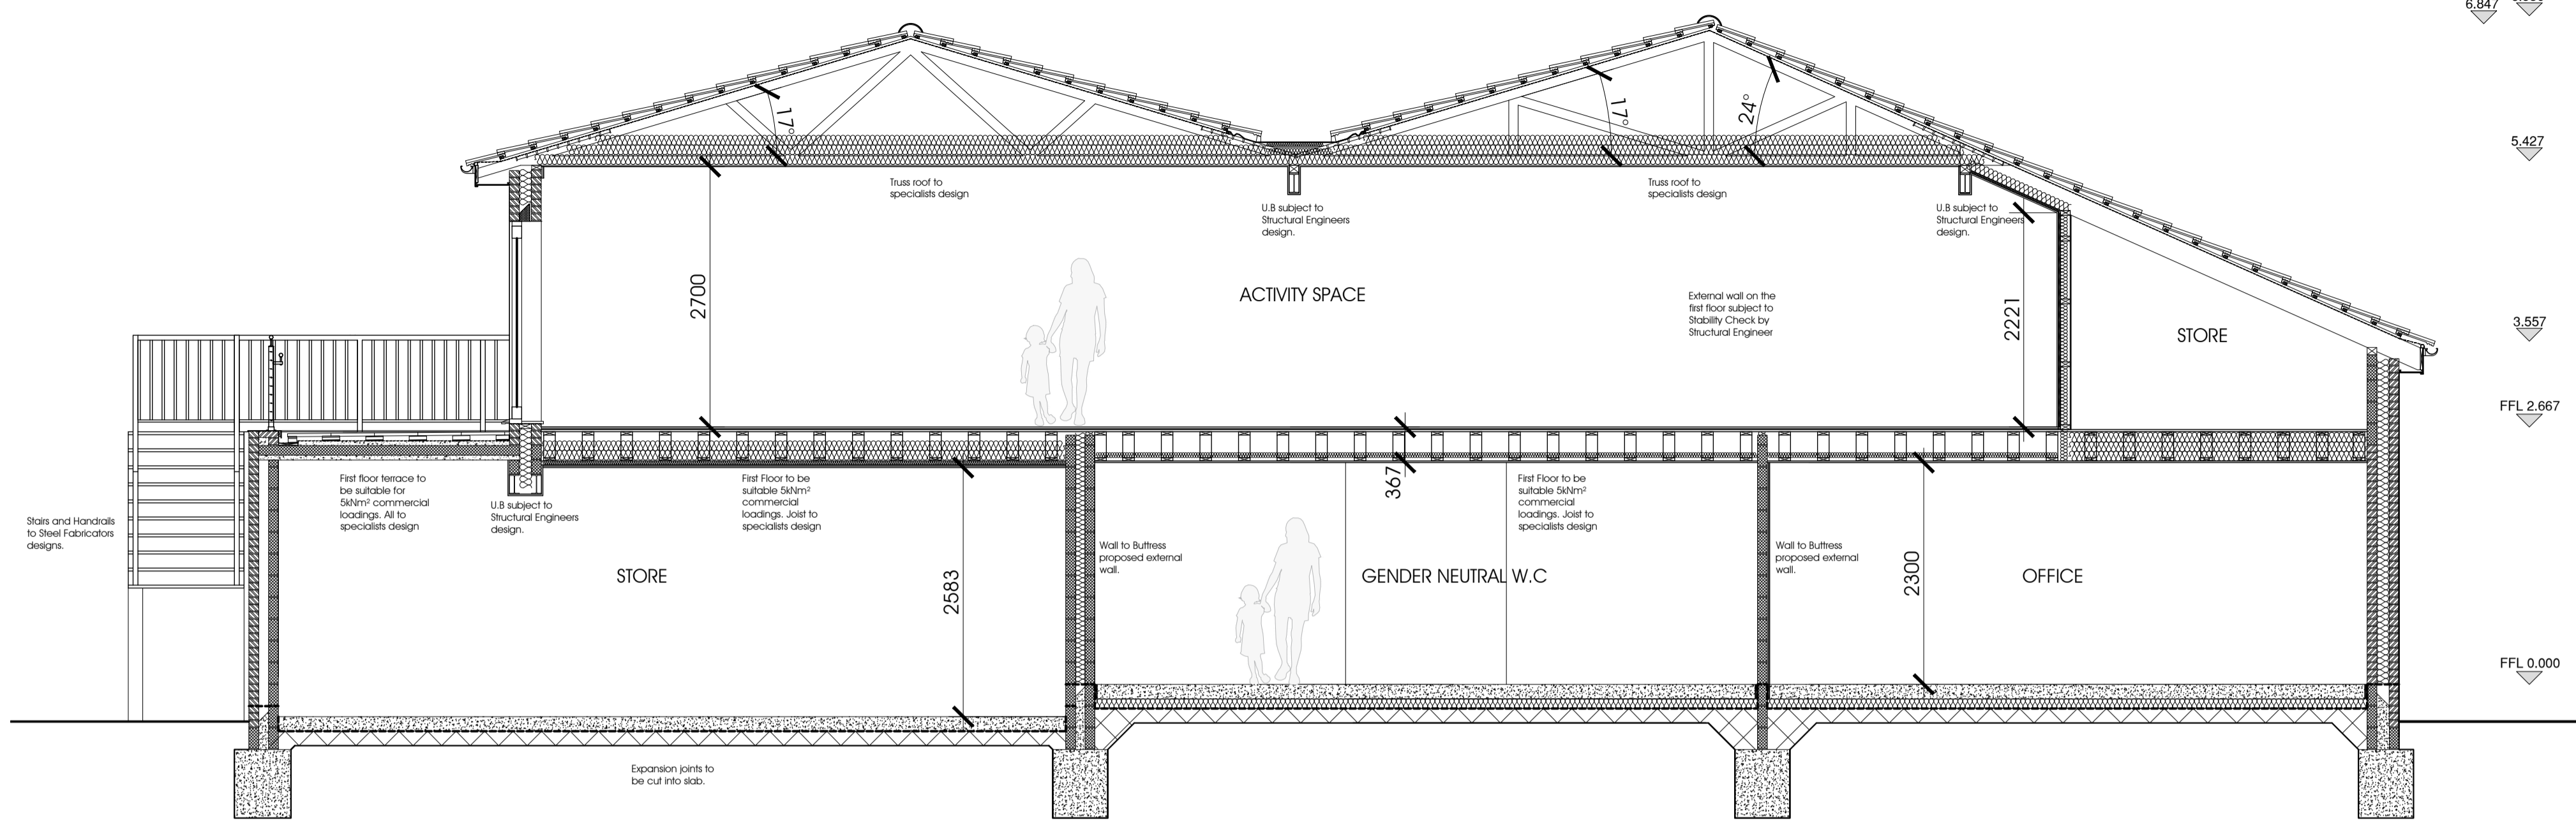 6.847
17°
17°
24°
5.427
Truss roof to
specialists design
Truss roof to
specialists design
U.B subject to
Structural Engineers
design.
U.B subject to
Structural Engineers
design.
2700
ACTIVITY SPACE
External wall on the
first floor subject to
Stability Check by
Structural Engineer
2221
STORE
3.557
FFL 2.667
First floor terrace to
be suitable for
5kNm² commercial
loadings. All to
specialists design
U.B subject to
Structural Engineers
design.
First Floor to be
suitable 5kNm²
commercial
loadings. Joist to
specialists design
367
First Floor to be
suitable 5kNm²
commercial
loadings. Joist to
specialists design
Stairs and Handrails
to Steel Fabricators
designs.
STORE
2583
Wall to Buttress
proposed external
wall.
GENDER NEUTRAL W.C
Wall to Buttress
proposed external
wall.
2300
OFFICE
FFL 0.000
Expansion joints to
be cut into slab.